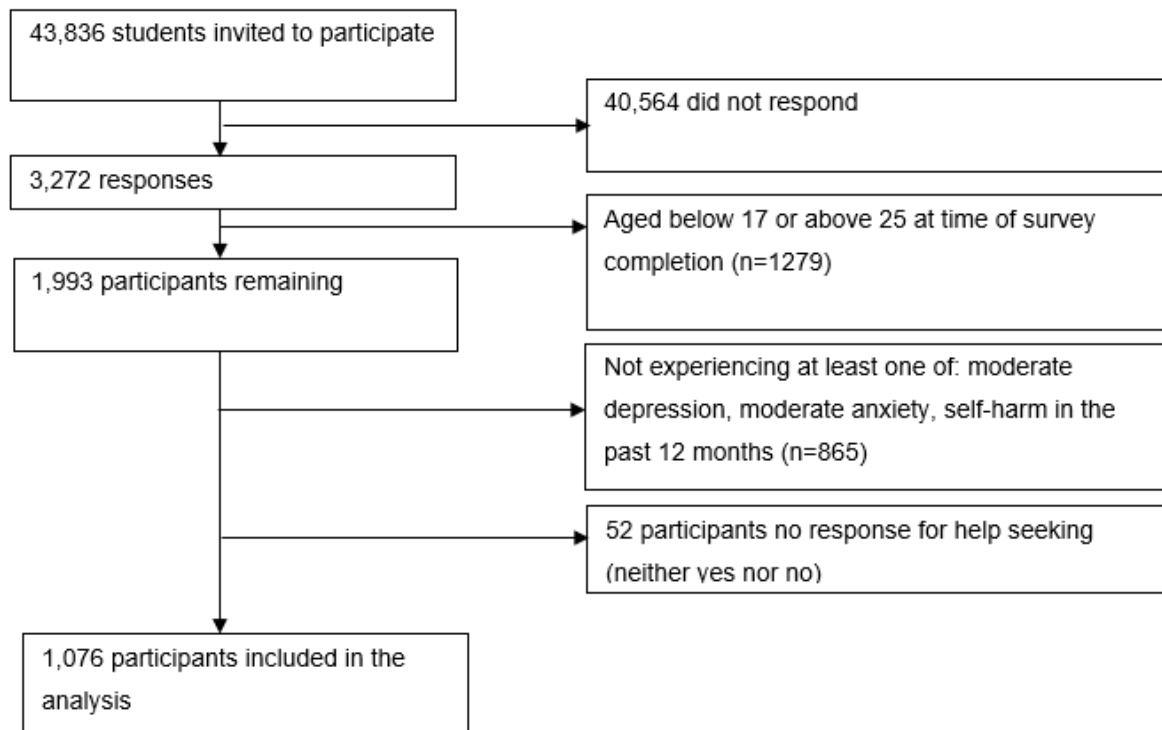 43,836 students invited to participate
40,564 did not respond
3,272 responses
Aged below 17 or above 25 at time of survey
completion (n=1279)
1,993 participants remaining
Not experiencing at least one of: moderate
depression, moderate anxiety, self-harm in the
past 12 months (n=865)
52 participants no response for help seeking
(neither yes nor no)
1,076 participants included in the
analysis